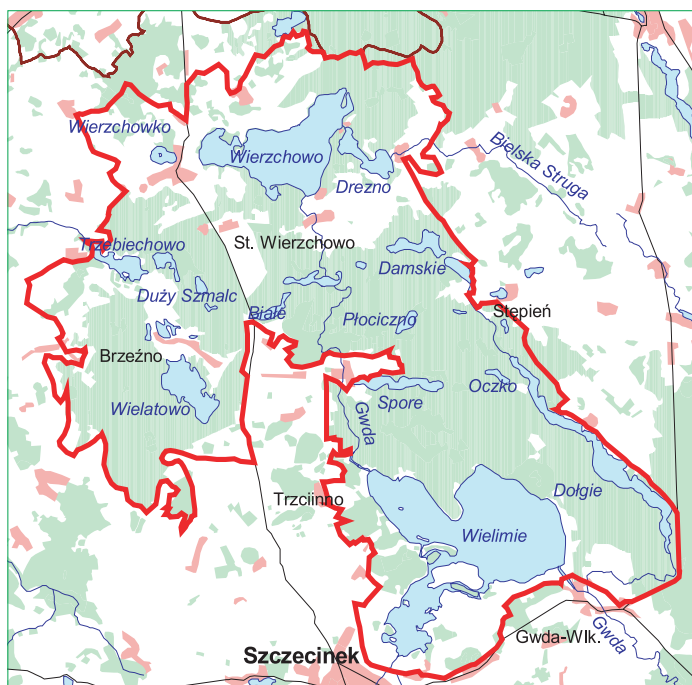 Wierzchowko
Wierzchowo
Bielska Struga
Drezno
Trzebiechowo
St. Wierzchowo
Damskie
Duży Szmalc
Białe
Płociczno
Stępień
Brzeźno
Oczko
Wielatowo
Spore
Gwda
Trzciinno
Dołgie
Wielimie
Gwda-Wlk.
Gwda
Szczecinek